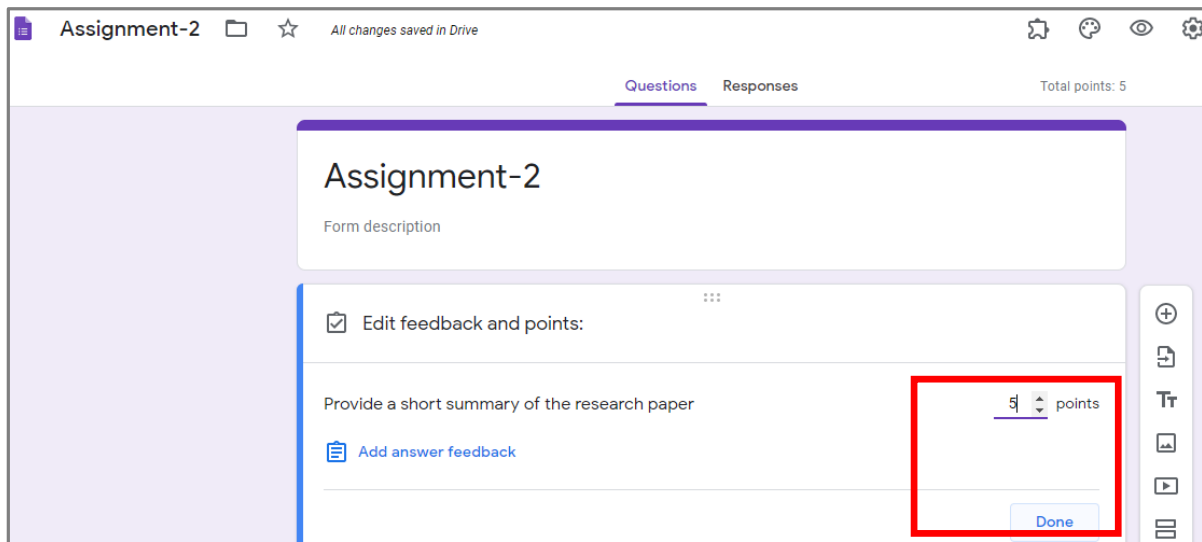 Assignment-2 All changes saved in Drive
Questions Responses Total points: 5
Assignment-2
Form description
Edit feedback and points:
Provide a short summary of the research paper 5 points
Add answer feedback
Done